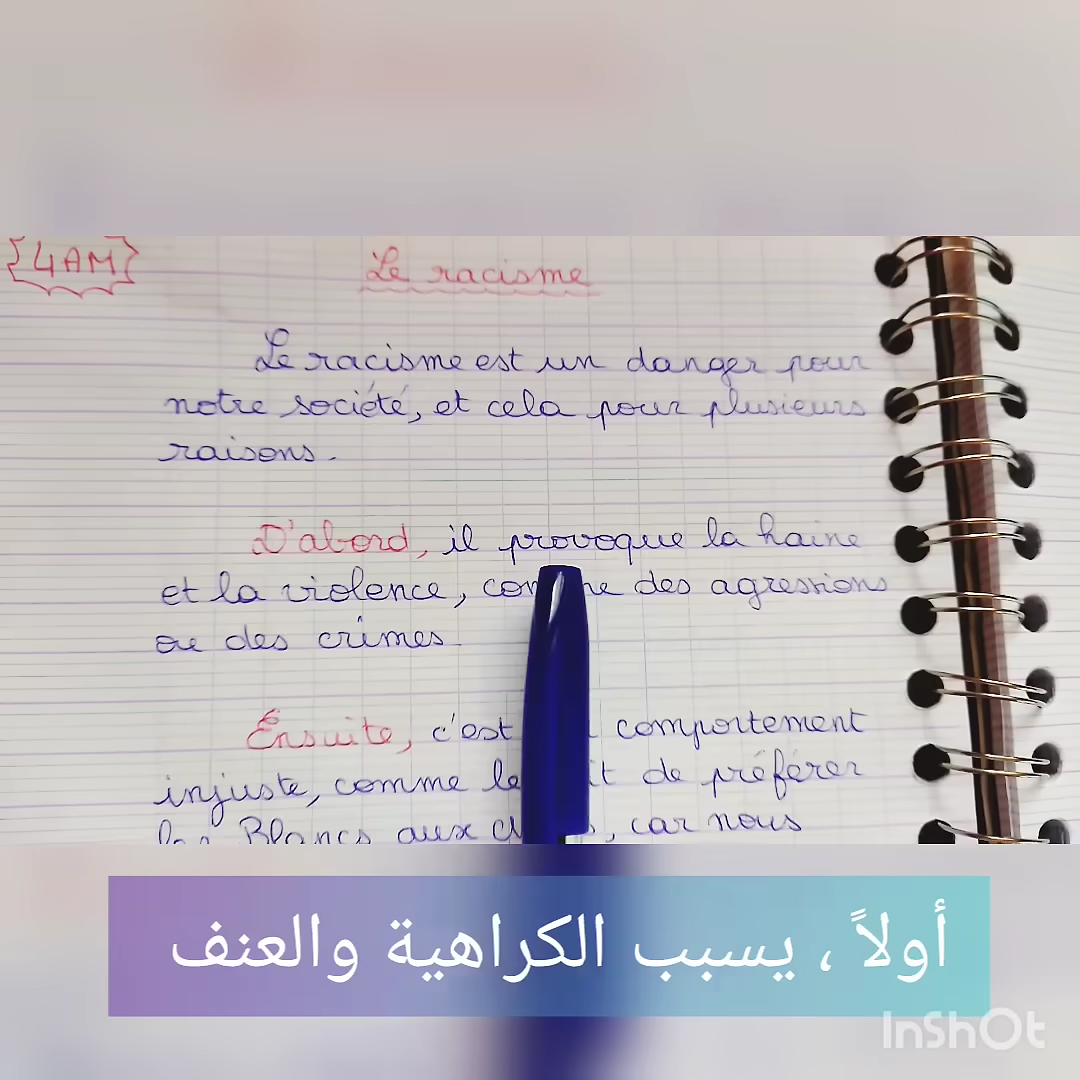 {4AM}
Le racisme
Le racisme est un danger pour
notre société, et cela pour plusieurs
raisons.
D'abord, il provoque la haine
et la violence, des agressions
ou des crimes.
Ensuite, c'est comportement
injuste, comme de préférer
les Blancs aux , car nous
أولاً ، يسبب الكراهية والعنف
InShOt